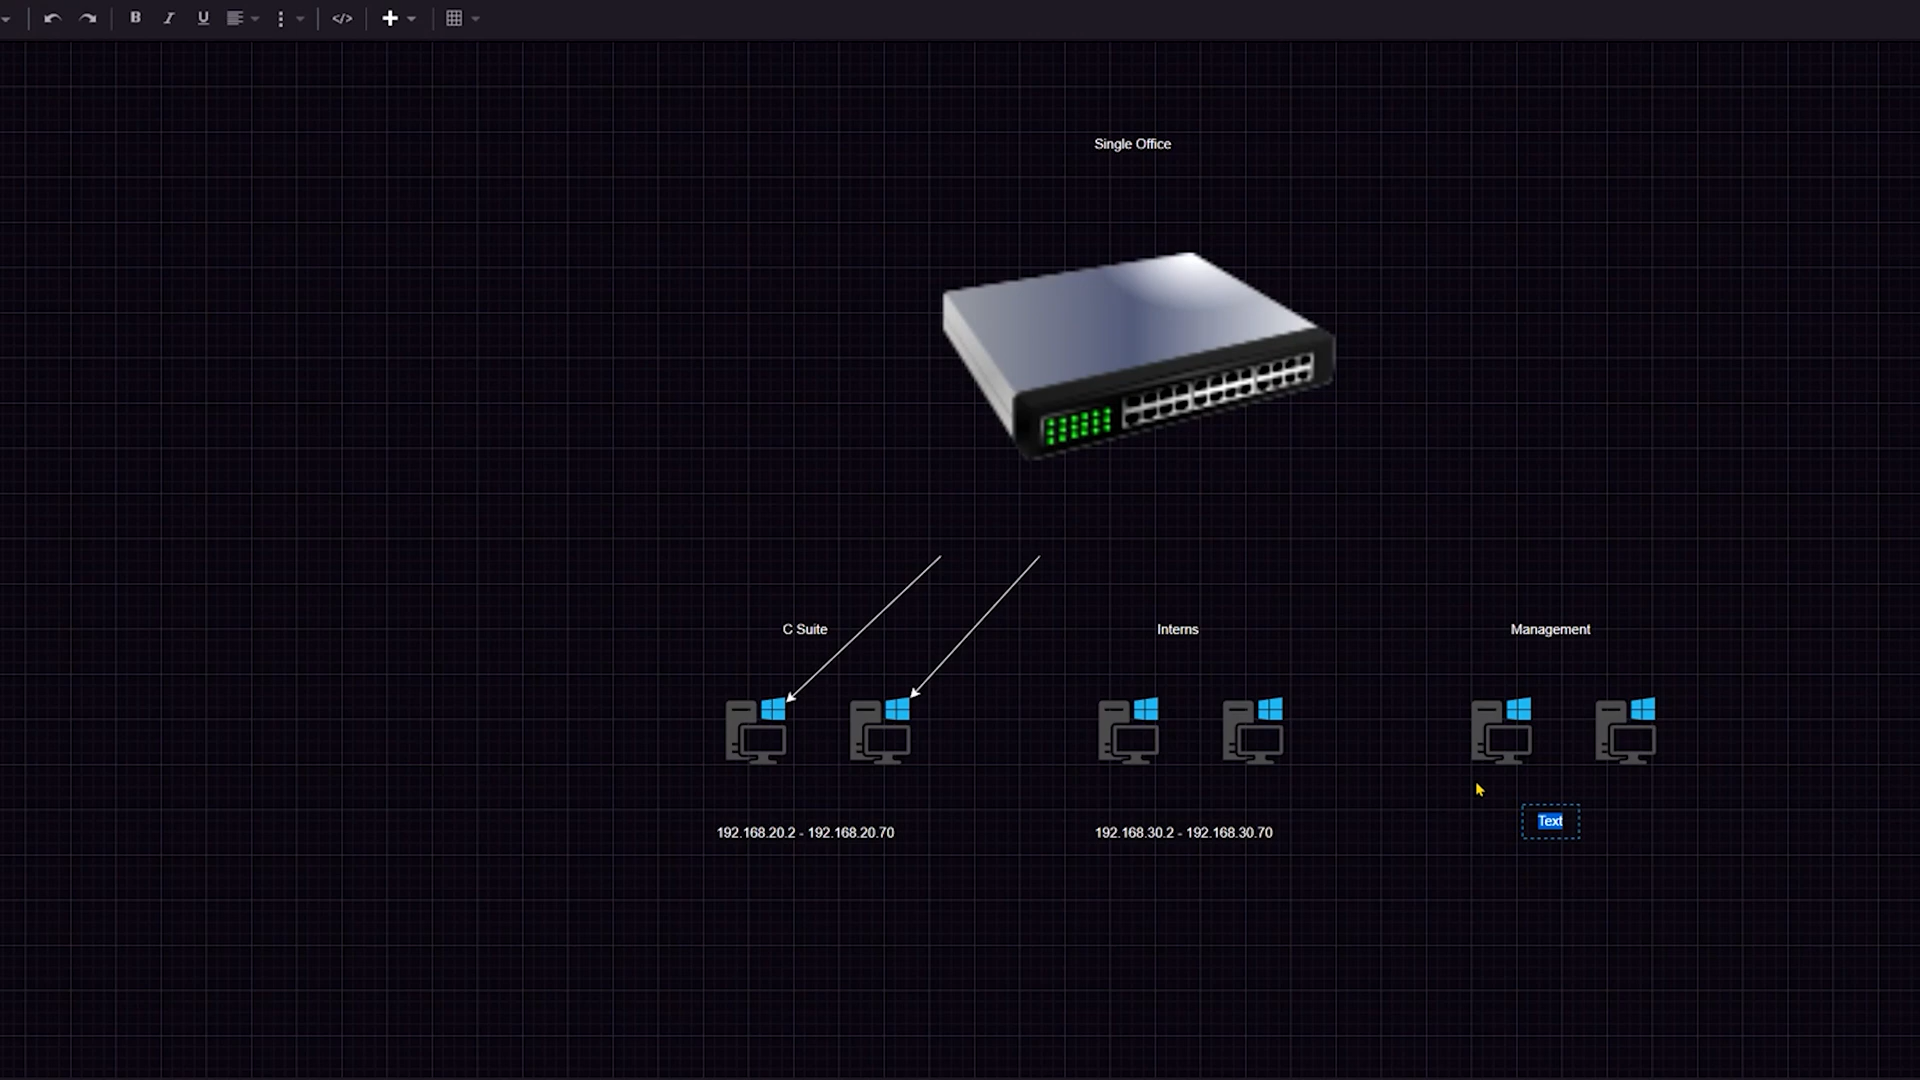 B I U </>
Single Office
C Suite
Interns
Management
192.168.20.2 - 192.168.20.70
192.168.30.2 - 192.168.30.70
Text